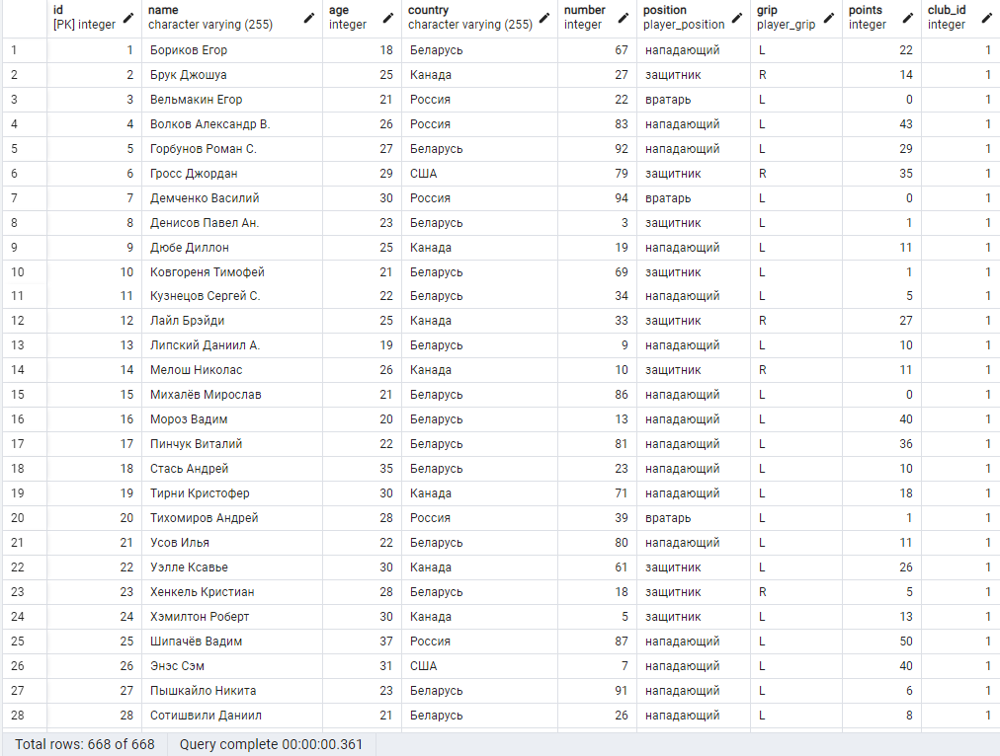 id name age country number position grip points club_id
[PK] integer character varying (255) integer character varying (255) integer player_position player_grip integer integer
1 1 Бориков Егор 18 Беларусь 67 нападающий L 22 1
2 2 Брук Джошуа 25 Канада 27 защитник R 14 1
3 3 Вельмакин Егор 21 Россия 22 вратарь L 0 1
4 4 Волков Александр В. 26 Россия 83 нападающий L 43 1
5 5 Горбунов Роман С. 27 Беларусь 92 нападающий L 29 1
6 6 Гросс Джордан 29 США 79 защитник R 35 1
7 7 Демченко Василий 30 Россия 94 вратарь L 0 1
8 8 Денисов Павел Ан. 23 Беларусь 3 защитник L 1 1
9 9 Дюбе Диллон 25 Канада 19 нападающий L 11 1
10 10 Ковгореня Тимофей 21 Беларусь 69 защитник L 1 1
11 11 Кузнецов Сергей С. 22 Беларусь 34 нападающий L 5 1
12 12 Лайл Брэйди 25 Канада 33 защитник R 27 1
13 13 Липский Даниил А. 19 Беларусь 9 нападающий L 10 1
14 14 Мелош Николас 26 Канада 10 защитник R 11 1
15 15 Михалёв Мирослав 21 Беларусь 86 нападающий L 0 1
16 16 Мороз Вадим 20 Беларусь 13 нападающий L 40 1
17 17 Пинчук Виталий 22 Беларусь 81 нападающий L 36 1
18 18 Стась Андрей 35 Беларусь 23 нападающий L 10 1
19 19 Тирни Кристофер 30 Канада 71 нападающий L 18 1
20 20 Тихомиров Андрей 28 Россия 39 вратарь L 1 1
21 21 Усов Илья 22 Беларусь 80 нападающий L 11 1
22 22 Уэлле Ксавье 30 Канада 61 защитник L 26 1
23 23 Хенкель Кристиан 28 Беларусь 18 защитник R 5 1
24 24 Хэмилтон Роберт 30 Канада 5 защитник L 13 1
25 25 Шипачёв Вадим 37 Россия 87 нападающий L 50 1
26 26 Энэс Сэм 31 США 7 нападающий L 40 1
27 27 Пышкайло Никита 23 Беларусь 91 нападающий L 6 1
28 28 Сотишвили Даниил 21 Беларусь 26 нападающий L 8 1
Total rows: 668 of 668 Query complete 00:00:00.361